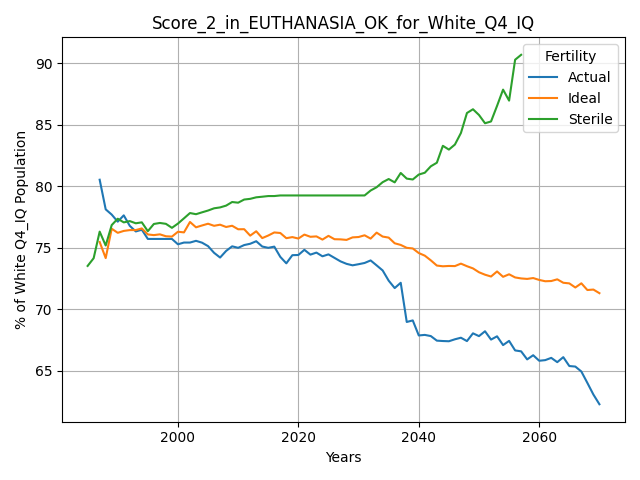 Score_2_in_EUTHANASIA_OK_for_White_Q4_IQ
% of White Q4_IQ Population
90
85
80
75
70
65
Fertility
Actual
Ideal
Sterile
2000
2020
2040
2060
Years